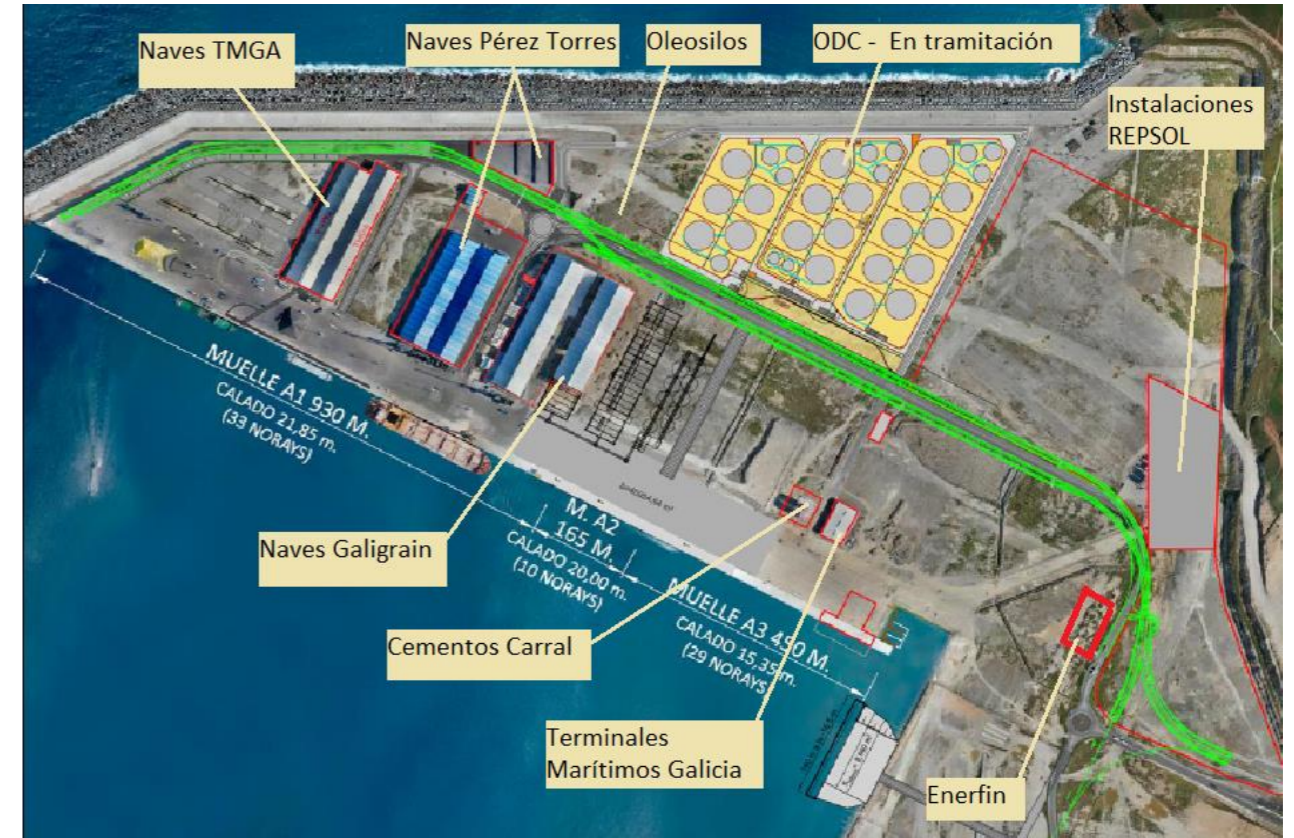 Naves TMGA
Naves Pérez Torres
Oleosilos
ODC - En tramitación
Instalaciones
REPSOL
MUELLE A1 930 M.
CALADO 21,85 m.
(33 NORAYS)
M. A2
165 M.
CALADO 20,00 m.
(10 NORAYS)
MUELLE A3 450 M.
CALADO 15,35 m.
(29 NORAYS)
Naves Galigrain
Cementos Carral
Terminales
Marítimos Galicia
Enerfin